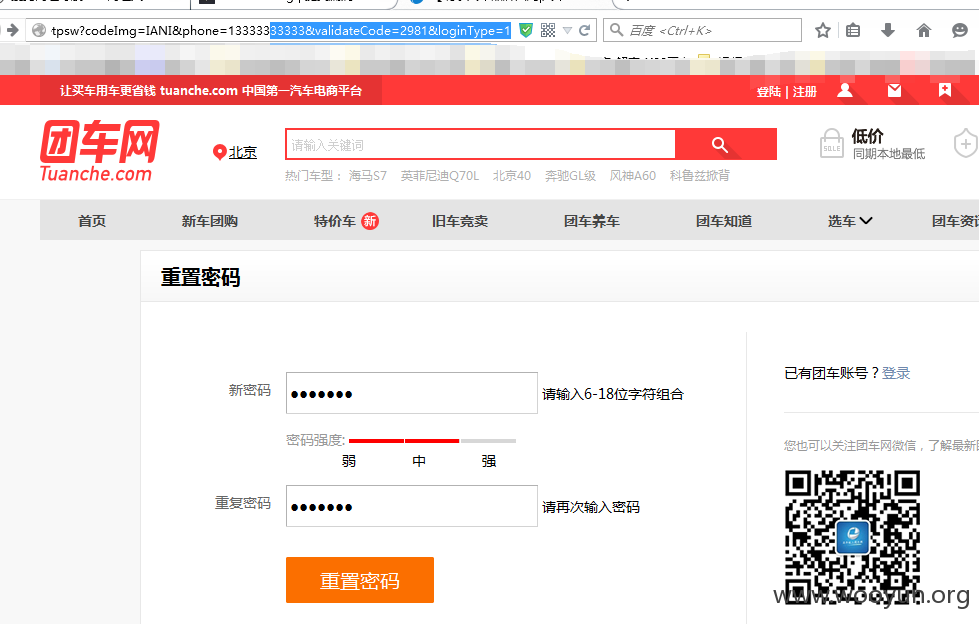 tpsw?codeImg=IANI&phone=13333333333&validateCode=2981&loginType=1
百度 <Ctrl+K>
让买车用车更省钱 tuanche.com 中国第一汽车电商平台
登陆 | 注册
团车网
Tuanche.com
北京
请输入关键词
热门车型： 海马S7 英菲尼迪Q70L 北京40 奔驰GL级 风神A60 科鲁兹掀背
SOLE
低价
同期本地最低
首页 新车团购 特价车 新 旧车竞卖 团车养车 团车知道 选车 团车资
重置密码
新密码
请输入6-18位字符组合
密码强度:
弱 中 强
重复密码
请再次输入密码
重置密码
已有团车账号？登录
您也可以关注团车网微信，了解最新
www.wooyun.org